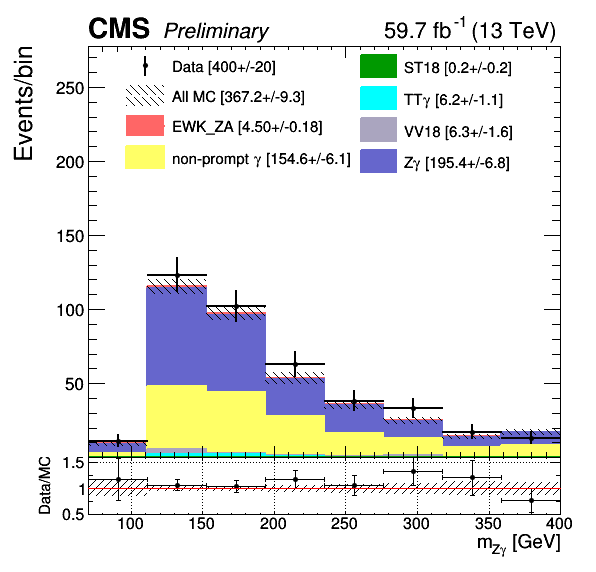 CMS Preliminary 59.7 fb⁻¹ (13 TeV)
Events/bin
Data [400+/-20]
All MC [367.2+/-9.3]
EWK_ZA [4.50+/-0.18]
non-prompt γ [154.6+/-6.1]
ST18 [0.2+/-0.2]
TTγ [6.2+/-1.1]
VV18 [6.3+/-1.6]
Zγ [195.4+/-6.8]
250
200
150
100
50
Data/MC
1.5
1
0.5
100 150 200 250 300 350 400
m_Zγ [GeV]